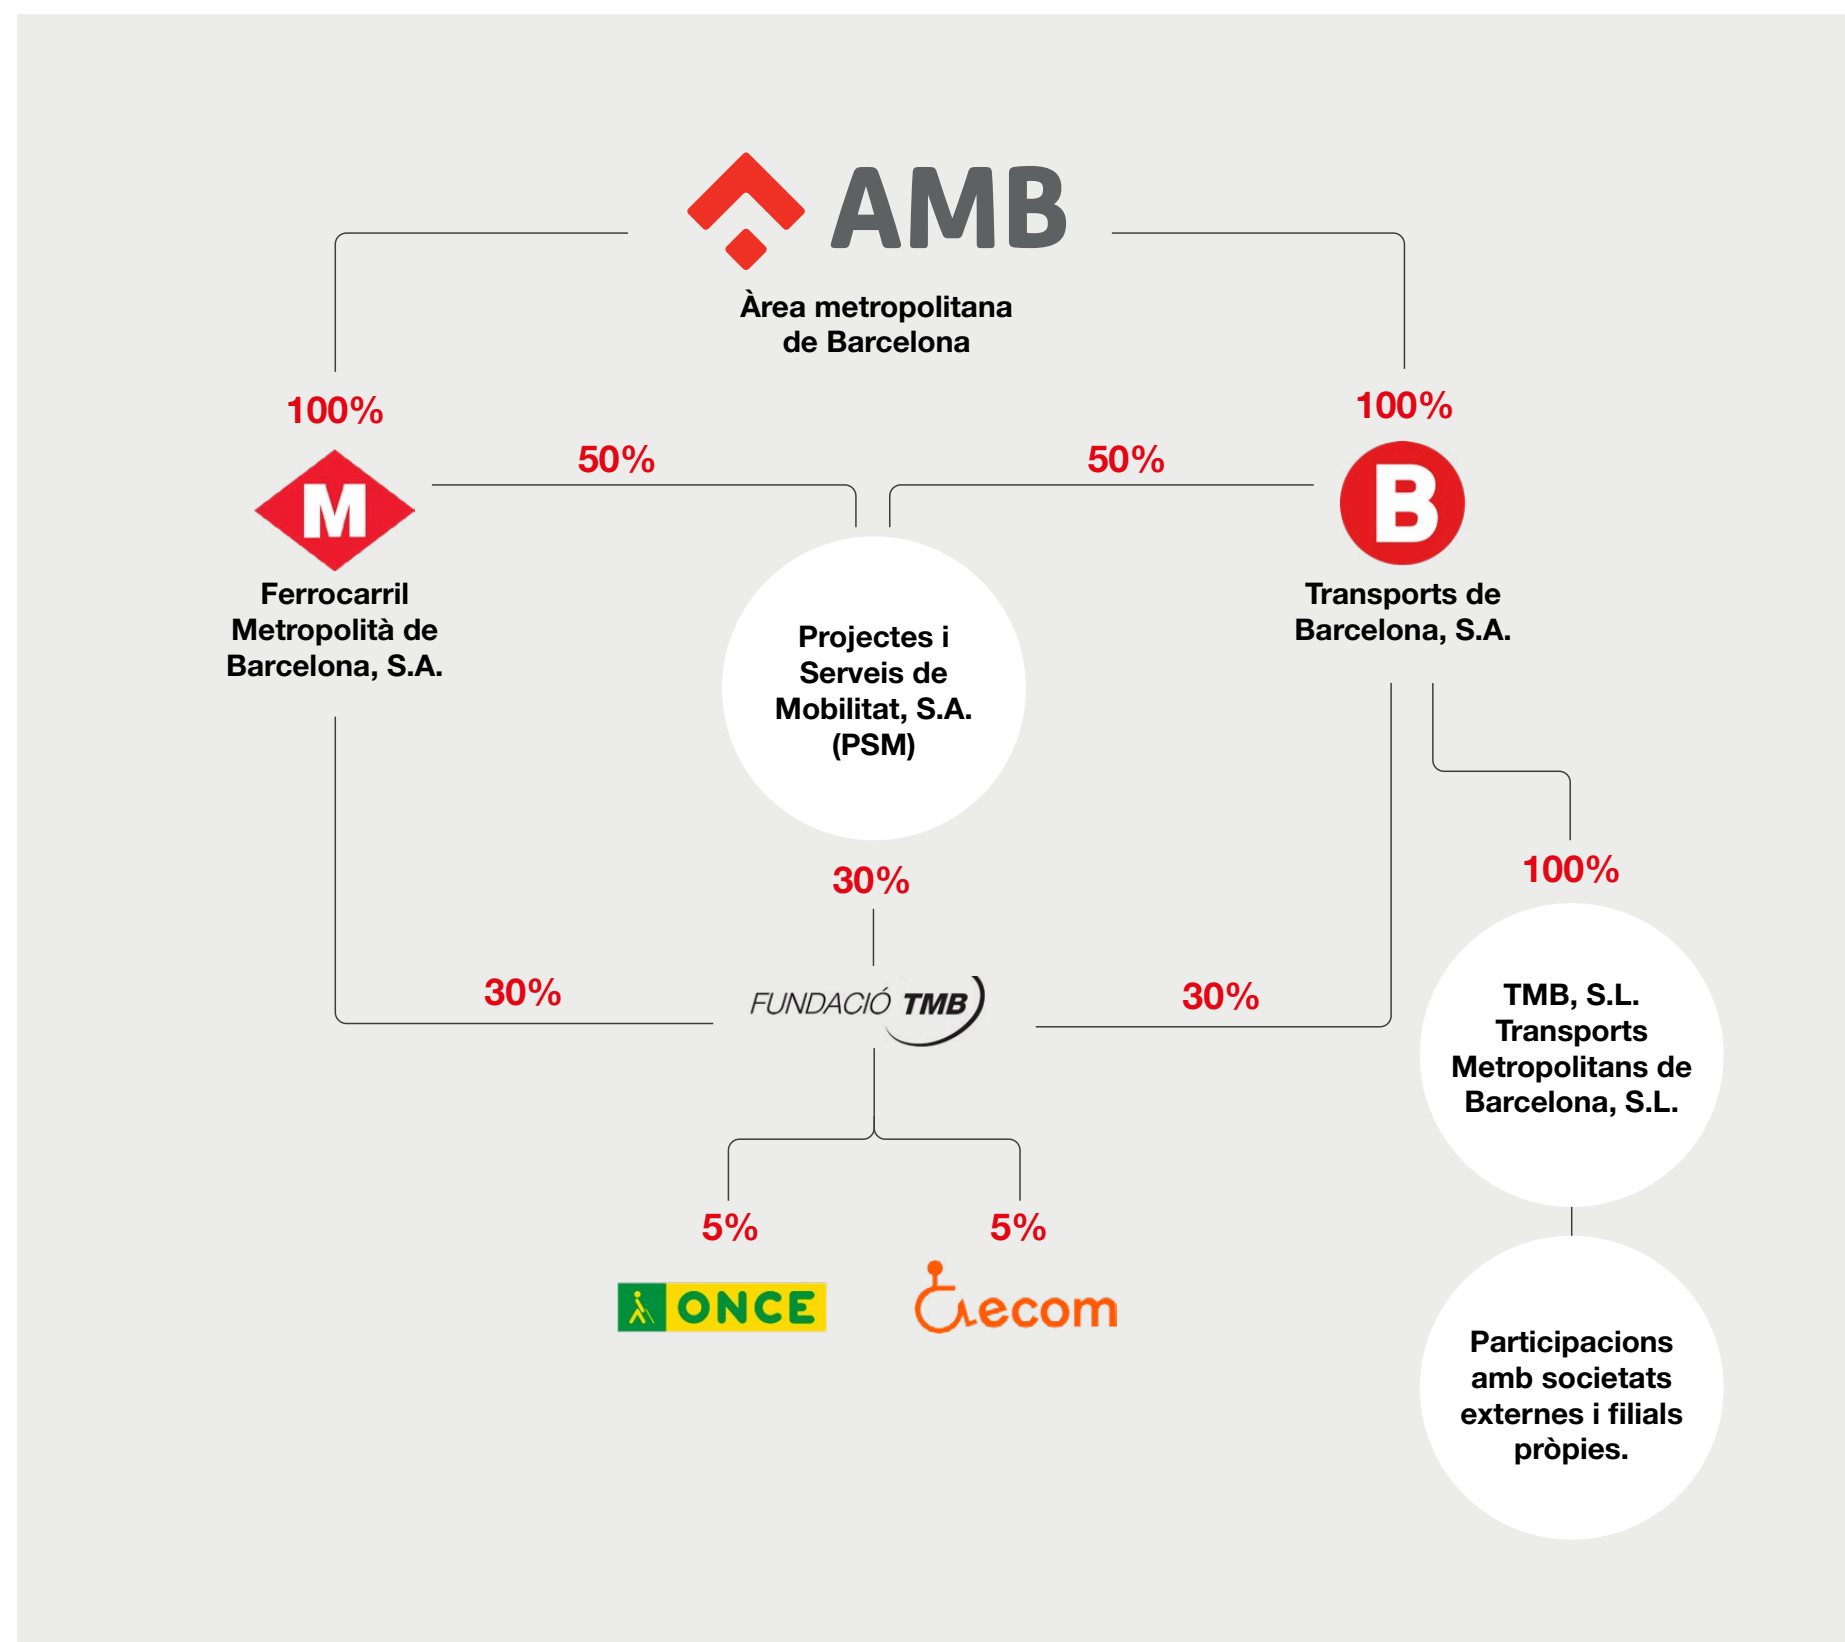 AMB
Àrea metropolitana
de Barcelona
100%
100%
50%
50%
M
B
Ferrocarril
Metropolità de
Barcelona, S.A.
Transports de
Barcelona, S.A.
Projectes i
Serveis de
Mobilitat, S.A.
(PSM)
30%
100%
30%
FUNDACIÓ TMB
30%
TMB, S.L.
Transports
Metropolitans de
Barcelona, S.L.
5%
5%
ONCE
ecom
Participacions
amb societats
externes i filials
pròpies.